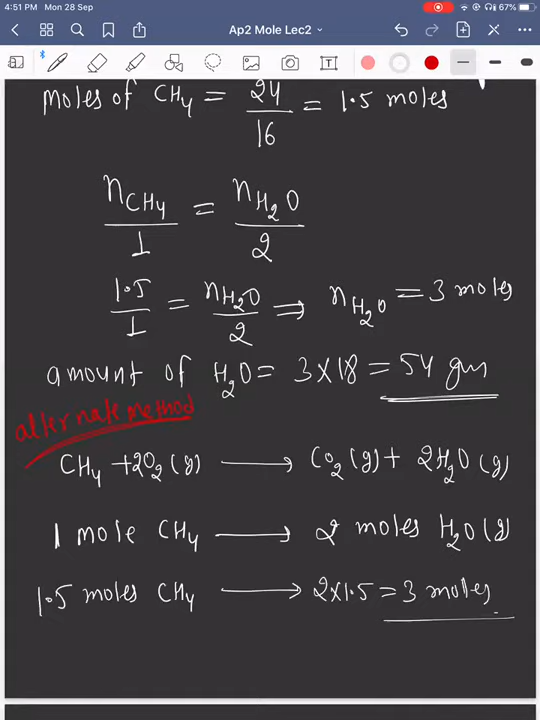 4:51 PM Mon 28 Sep 67%
Ap2 Mole Lec2
moles of CH4 = 24/16 = 1.5 moles
nCH4/1 = nH2O/2
1.5/1 = nH2O/2 ⇒ nH2O = 3 moles
amount of H2O = 3×18 = 54 gm
alternate method
CH4 + 2O2 (g) → CO2 (g) + 2H2O (g)
1 mole CH4 → 2 moles H2O (g)
1.5 moles CH4 → 2×1.5 = 3 moles